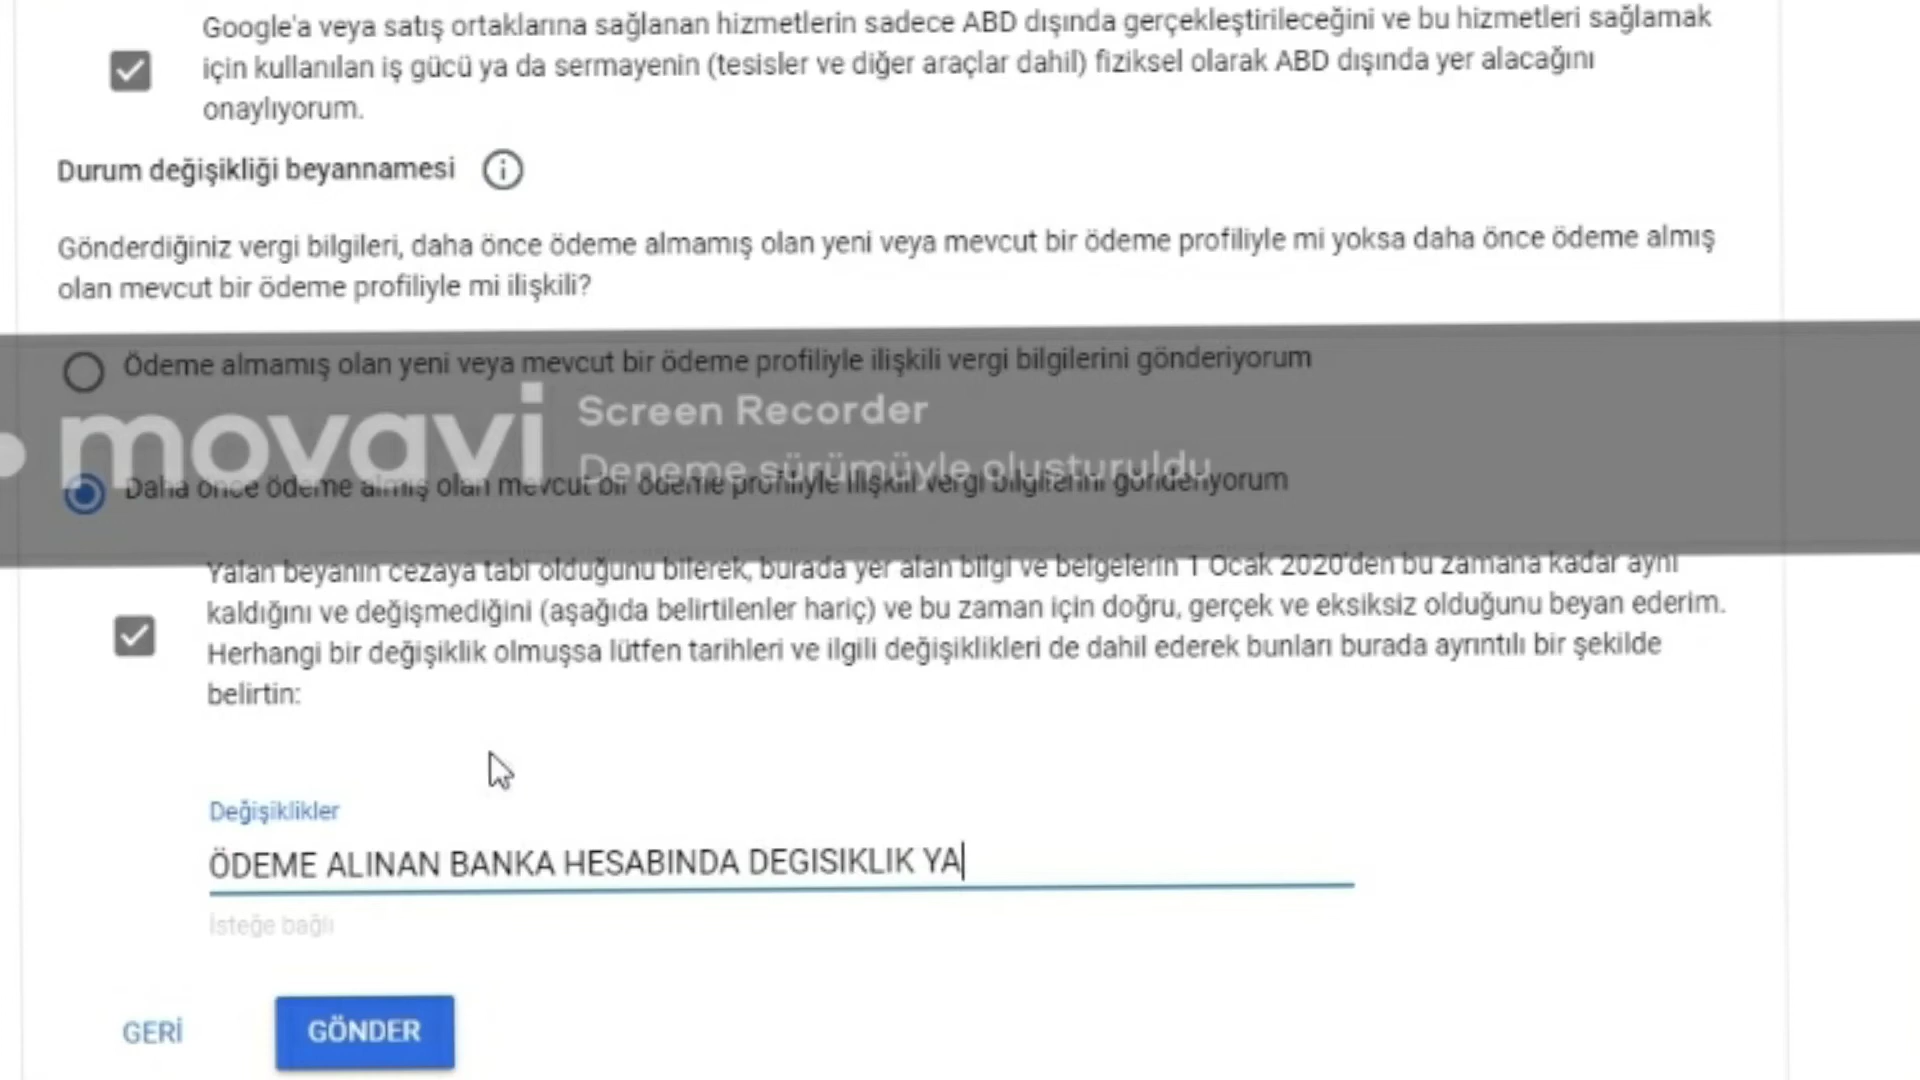 Google'a veya satış ortaklarına sağlanan hizmetlerin sadece ABD dışında gerçekleştirileceğini ve bu hizmetleri sağlamak
için kullanılan iş gücü ya da sermayenin (tesisler ve diğer araçlar dahil) fiziksel olarak ABD dışında yer alacağını
onaylıyorum.
Durum değişikliği beyannamesi
Gönderdiğiniz vergi bilgileri, daha önce ödeme almamış olan yeni veya mevcut bir ödeme profiliyle mi yoksa daha önce ödeme almış
olan mevcut bir ödeme profiliyle mi ilişkili?
Ödeme almamış olan yeni veya mevcut bir ödeme profiliyle ilişkili vergi bilgilerini gönderiyorum
movavi
Screen Recorder
Deneme sürümüyle oluşturuldu
Daha önce ödeme almış olan mevcut bir ödeme profiliyle ilişkili vergi bilgilerini gönderiyorum
Yalan beyanın cezaya tabi olduğunu bilerek, burada yer alan bilgi ve belgelerin 1 Ocak 2020'den bu zamana kadar aynı
kaldığını ve değişmediğini (aşağıda belirtilenler hariç) ve bu zaman için doğru, gerçek ve eksiksiz olduğunu beyan ederim.
Herhangi bir değişiklik olmuşsa lütfen tarihleri ve ilgili değişiklikleri de dahil ederek bunları burada ayrıntılı bir şekilde
belirtin:
Değişiklikler
ÖDEME ALINAN BANKA HESABINDA DEGISIKLIK YA
İsteğe bağlı
GERİ
GÖNDER